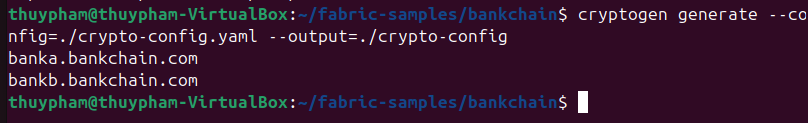 thuypham@thuypham-VirtualBox:~/fabric-samples/bankchain$ cryptogen generate --co
nfig=./crypto-config.yaml --output=./crypto-config
banka.bankchain.com
bankb.bankchain.com
thuypham@thuypham-VirtualBox:~/fabric-samples/bankchain$